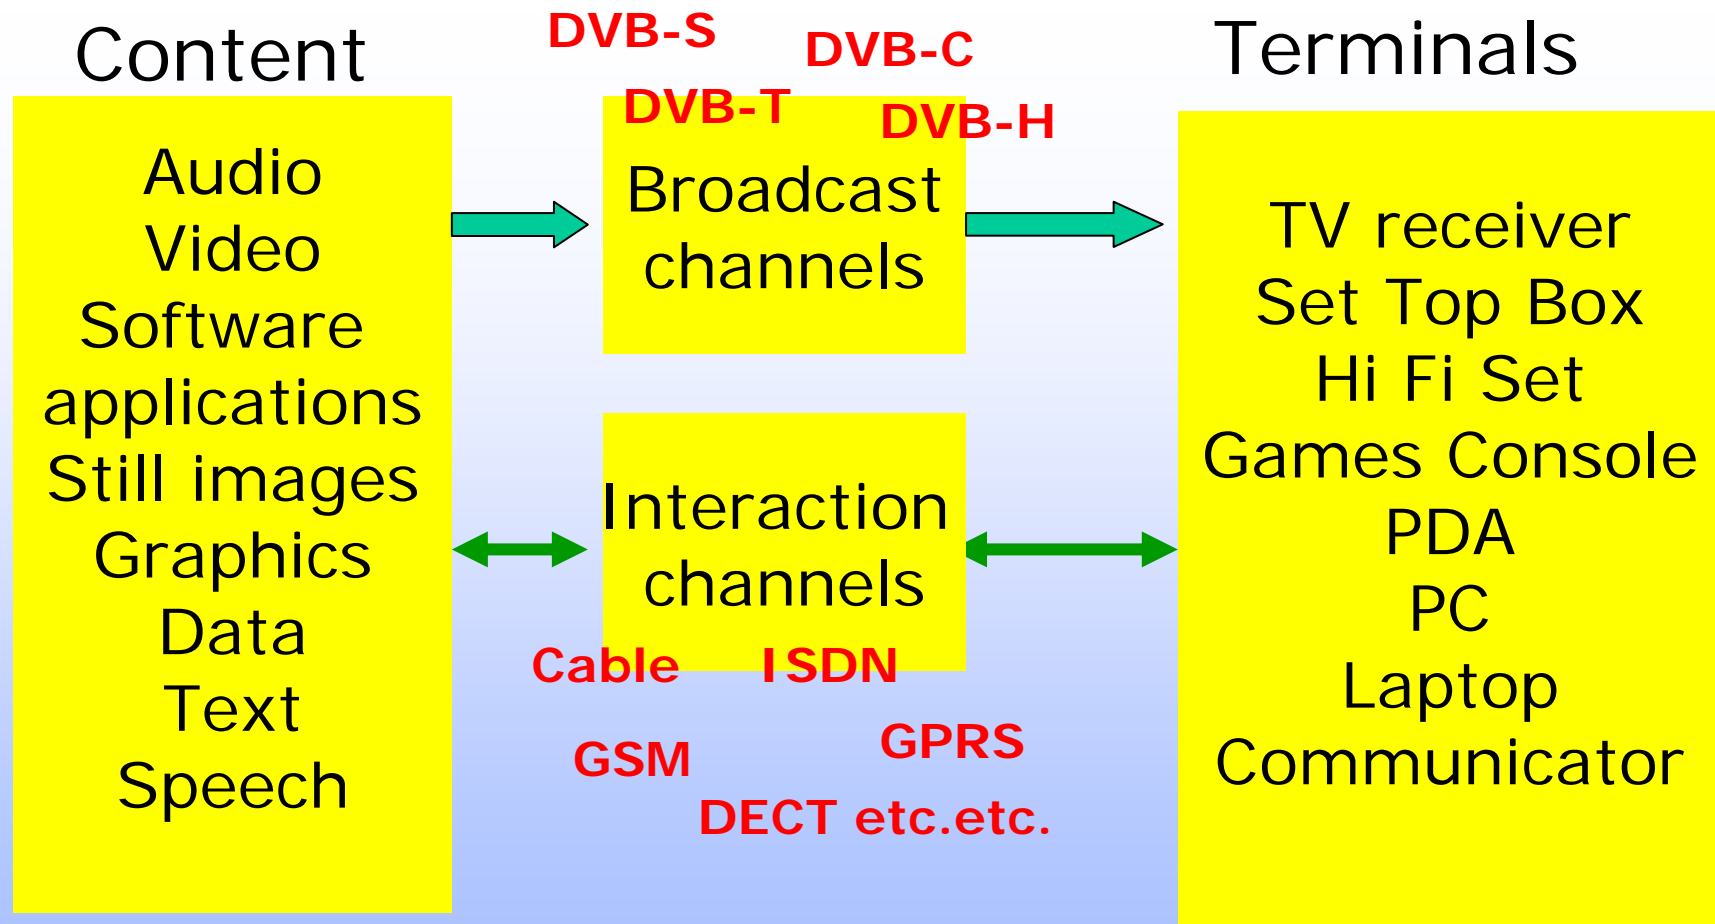 Content
Audio
Video
Software
applications
Still images
Graphics
Data
Text
Speech
DVB-S
DVB-C
DVB-T
DVB-H
Broadcast
channels
Interaction
channels
Cable ISDN
GSM
GPRS
DECT etc.etc.
Terminals
TV receiver
Set Top Box
Hi Fi Set
Games Console
PDA
PC
Laptop
Communicator